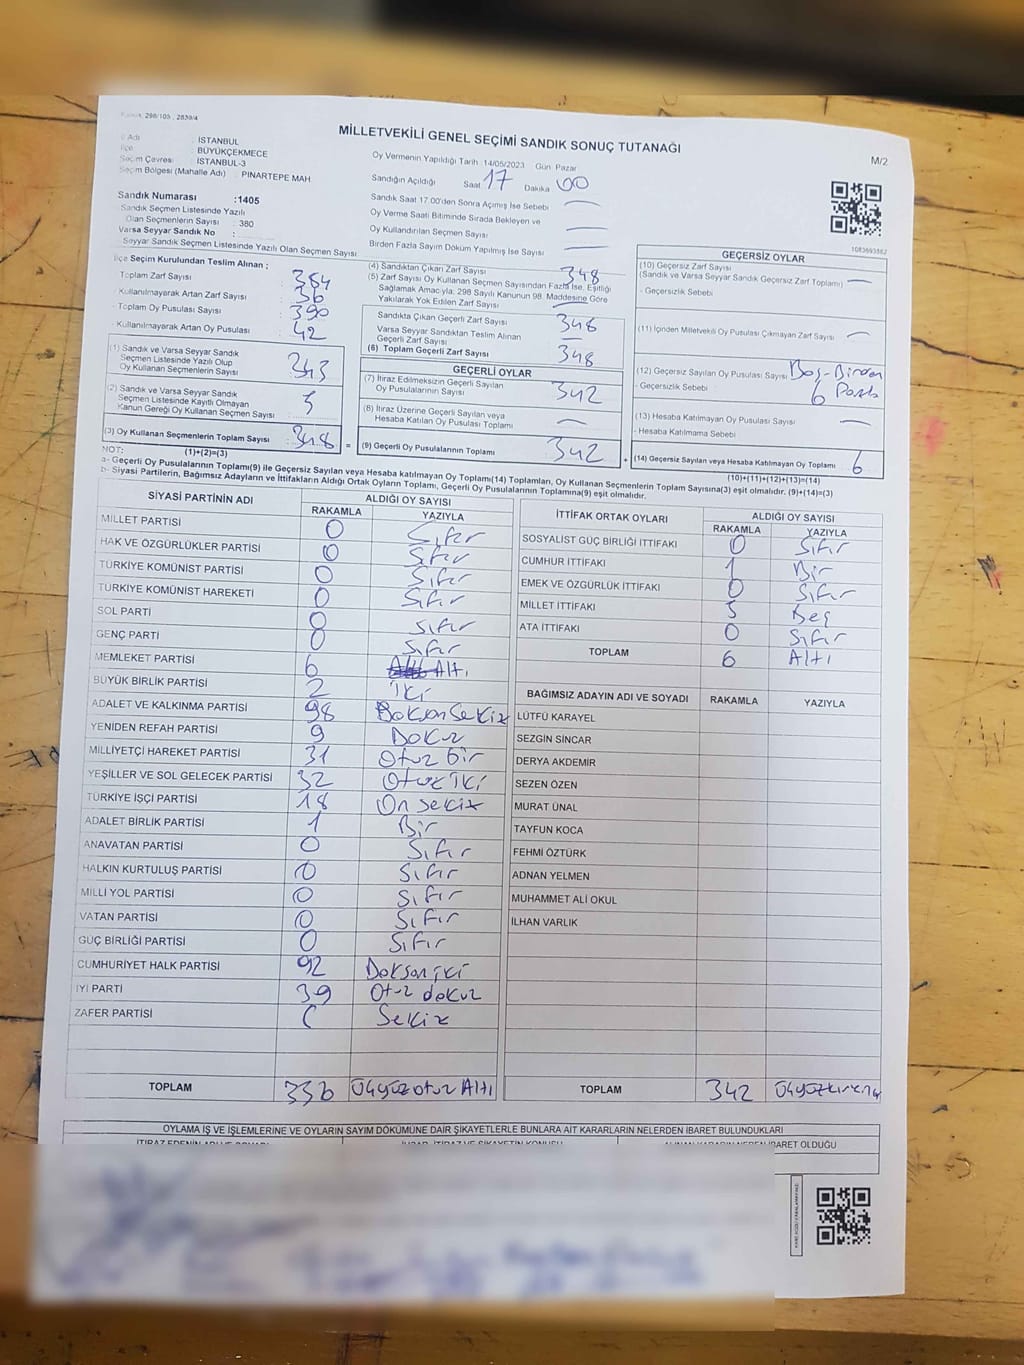 298/105 , 2839/4
MİLLETVEKİLİ GENEL SEÇİMİ SANDIK SONUÇ TUTANAĞI
M/2
İl Adı : İSTANBUL
İlçe : BÜYÜKÇEKMECE
Seçim Çevresi : İSTANBUL-3
Seçim Bölgesi (Mahalle Adı) : PINARTEPE MAH
Sandık Numarası :1405
Sandık Seçmen Listesinde Yazılı
Olan Seçmenlerin Sayısı : 380
Varsa Seyyar Sandık No :
Seyyar Sandık Seçmen Listesinde Yazılı Olan Seçmen Sayısı :
Oy Vermenin Yapıldığı Tarih :14/05/2023 Gün Pazar
Sandığın Açıldığı Saat 17 Dakika 00
Sandık Saat 17.00'den Sonra Açımış İse Sebebi
Oy Verme Saati Bitiminde Sırada Bekleyen ve
Oy Kullandırılan Seçmen Sayısı
Birden Fazla Sayım Döküm Yapılmış İse Sayısı
1083693582
İlçe Seçim Kurulundan Teslim Alınan ;
Toplam Zarf Sayısı : 384
Kullanılmayarak Artan Zarf Sayısı : 36
Toplam Oy Pusulası Sayısı : 390
Kullanılmayarak Artan Oy Pusulası : 42
(1) Sandık ve Varsa Seyyar Sandık
Seçmen Listesinde Yazılı Olup
Oy Kullanan Seçmenlerin Sayısı : 343
(2) Sandık ve Varsa Seyyar Sandık
Seçmen Listesinde Kayıtlı Olmayan
Kanun Gereği Oy Kullanan Seçmen Sayısı : 5
(3) Oy Kullanan Seçmenlerin Toplam Sayısı : 348
(1)+(2)=(3)
(4) Sandıktan Çıkan Zarf Sayısı 348
(5) Zarf Sayısı Oy Kullanan Seçmen Sayısından Fazla İse, Eşitliği
Sağlamak Amacıyla; 298 Sayılı Kanunun 98. Maddesine Göre
Yakılarak Yok Edilen Zarf Sayısı
Sandıkta Çıkan Geçerli Zarf Sayısı 348
Varsa Seyyar Sandıktan Teslim Alınan
Geçerli Zarf Sayısı
(6) Toplam Geçerli Zarf Sayısı 348
GEÇERLİ OYLAR
(7) İtiraz Edilmeksizin Geçerli Sayılan
Oy Pusulalarının Sayısı 342
(8) İtiraz Üzerine Geçerli Sayılan veya
Hesaba Katılan Oy Pusulası Toplamı
= (9) Geçerli Oy Pusulalarının Toplamı 342 +
GEÇERSİZ OYLAR
(10) Geçersiz Zarf Sayısı
(Sandık ve Varsa Seyyar Sandık Geçersiz Zarf Toplamı)
- Geçersizlik Sebebi
(11) İçinden Milletvekili Oy Pusulası Çıkmayan Zarf Sayısı
(12) Geçersiz Sayılan Oy Pusulası Sayısı Boş-Birden
- Geçersizlik Sebebi : 6
(13) Hesaba Katılmayan Oy Pusulası Sayısı
- Hesaba Katılmama Sebebi
(14) Geçersiz Sayılan veya Hesaba Katılmayan Oy Toplamı 6
(10)+(11)+(12)+(13)=(14)
NOT:
a- Geçerli Oy Pusulalarının Toplamı(9) ile Geçersiz Sayılan veya Hesaba katılmayan Oy Toplamı(14) Toplamları, Oy Kullanan Seçmenlerin Toplam Sayısına(3) eşit olmalıdır. (9)+(14)=(3)
b- Siyasi Partilerin, Bağımsız Adayların ve İttifakların Aldığı Ortak Oyların Toplamı, Geçerli Oy Pusulalarının Toplamına(9) eşit olmalıdır.
SİYASİ PARTİNİN ADI ALDIĞI OY SAYISI
RAKAMLA YAZIYLA
MİLLET PARTİSİ 0 Sıfır
HAK VE ÖZGÜRLÜKLER PARTİSİ 0 Sıfır
TÜRKİYE KOMÜNİST PARTİSİ 0 Sıfır
TÜRKİYE KOMÜNİST HAREKETİ 0 Sıfır
SOL PARTİ 0 Sıfır
GENÇ PARTİ 0 Sıfır
MEMLEKET PARTİSİ 6 Altı
BÜYÜK BİRLİK PARTİSİ 2 iki
ADALET VE KALKINMA PARTİSİ 98 Doksan Sekiz
YENİDEN REFAH PARTİSİ 9 Dokuz
MİLLİYETÇİ HAREKET PARTİSİ 31 Otuz bir
YEŞİLLER VE SOL GELECEK PARTİSİ 32 Otuz iki
TÜRKİYE İŞÇİ PARTİSİ 18 On sekiz
ADALET BİRLİK PARTİSİ 1 Bir
ANAVATAN PARTİSİ 0 Sıfır
HALKIN KURTULUŞ PARTİSİ 0 Sıfır
MİLLİ YOL PARTİSİ 0 Sıfır
VATAN PARTİSİ 0 Sıfır
GÜÇ BİRLİĞİ PARTİSİ 0 Sıfır
CUMHURİYET HALK PARTİSİ 92 Doksan iki
İYİ PARTİ 39 Otuz dokuz
ZAFER PARTİSİ Sekiz
TOPLAM 336 Üçyüz otuz Altı
İTTİFAK ORTAK OYLARI ALDIĞI OY SAYISI
RAKAMLA YAZIYLA
SOSYALİST GÜÇ BİRLİĞİ İTTİFAKI 0 Sıfır
CUMHUR İTTİFAKI 1 Bir
EMEK VE ÖZGÜRLÜK İTTİFAKI 0 Sıfır
MİLLET İTTİFAKI 5 Beş
ATA İTTİFAKI 0 Sıfır
TOPLAM 6 Altı
BAĞIMSIZ ADAYIN ADI VE SOYADI RAKAMLA YAZIYLA
LÜTFÜ KARAYEL
SEZGİN SİNCAR
DERYA AKDEMİR
SEZEN ÖZEN
MURAT ÜNAL
TAYFUN KOCA
FEHMİ ÖZTÜRK
ADNAN YELMEN
MUHAMMET ALİ OKUL
İLHAN VARLIK
TOPLAM 342
OYLAMA İŞ VE İŞLEMLERİNE VE OYLARIN SAYIM DÖKÜMÜNE DAİR ŞİKAYETLERLE BUNLARA AİT KARARLARIN NELERDEN İBARET BULUNDUKLARI